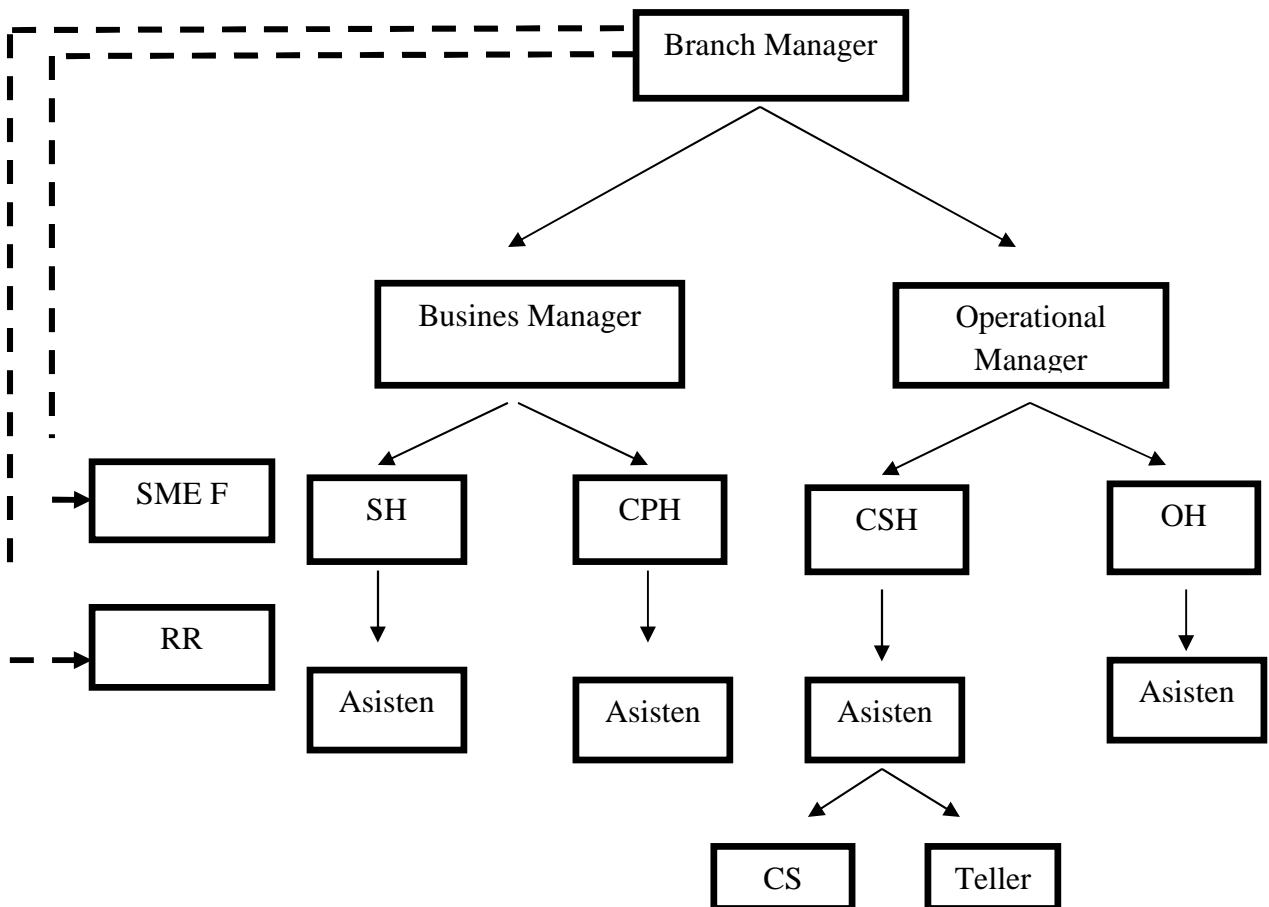 Branch Manager
Busines Manager
Operational
Manager
SME F
SH
CPH
CSH
OH
RR
Asisten
Asisten
Asisten
Asisten
CS
Teller